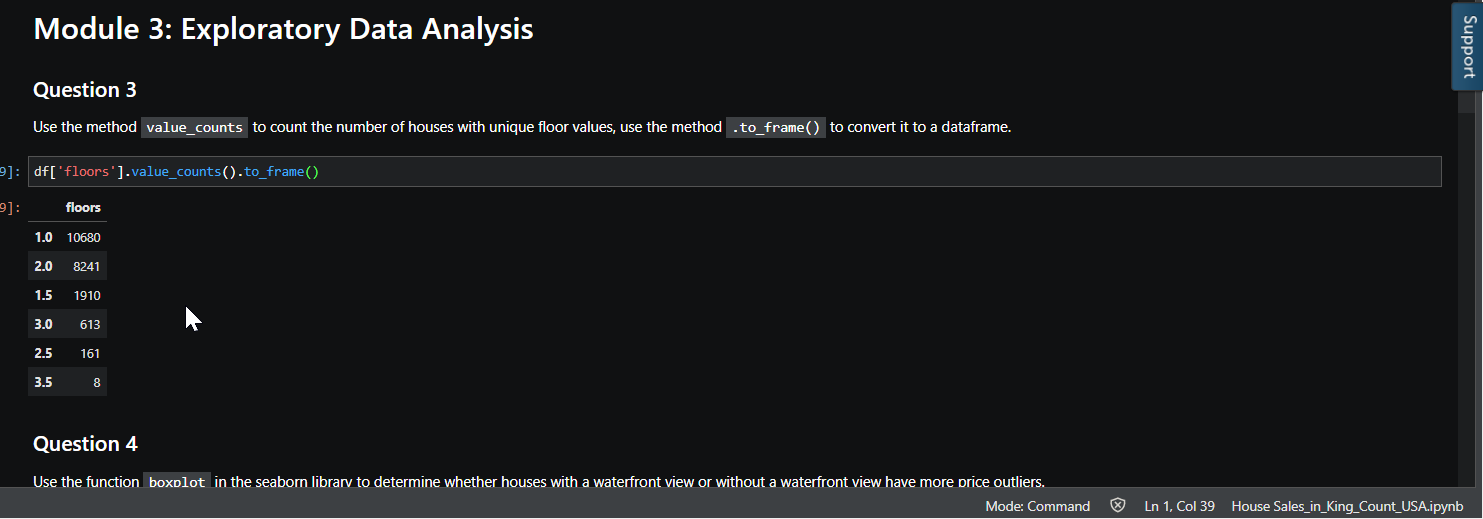 Module 3: Exploratory Data Analysis
Support
Question 3
Use the method value_counts to count the number of houses with unique floor values, use the method .to_frame() to convert it to a dataframe.
9]: df['floors'].value_counts().to_frame()
9]: floors
1.0 10680
2.0 8241
1.5 1910
3.0 613
2.5 161
3.5 8
Question 4
Use the function boxplot in the seaborn library to determine whether houses with a waterfront view or without a waterfront view have more price outliers.
Mode: Command Ln 1, Col 39 House Sales_in_King_Count_USA.ipynb